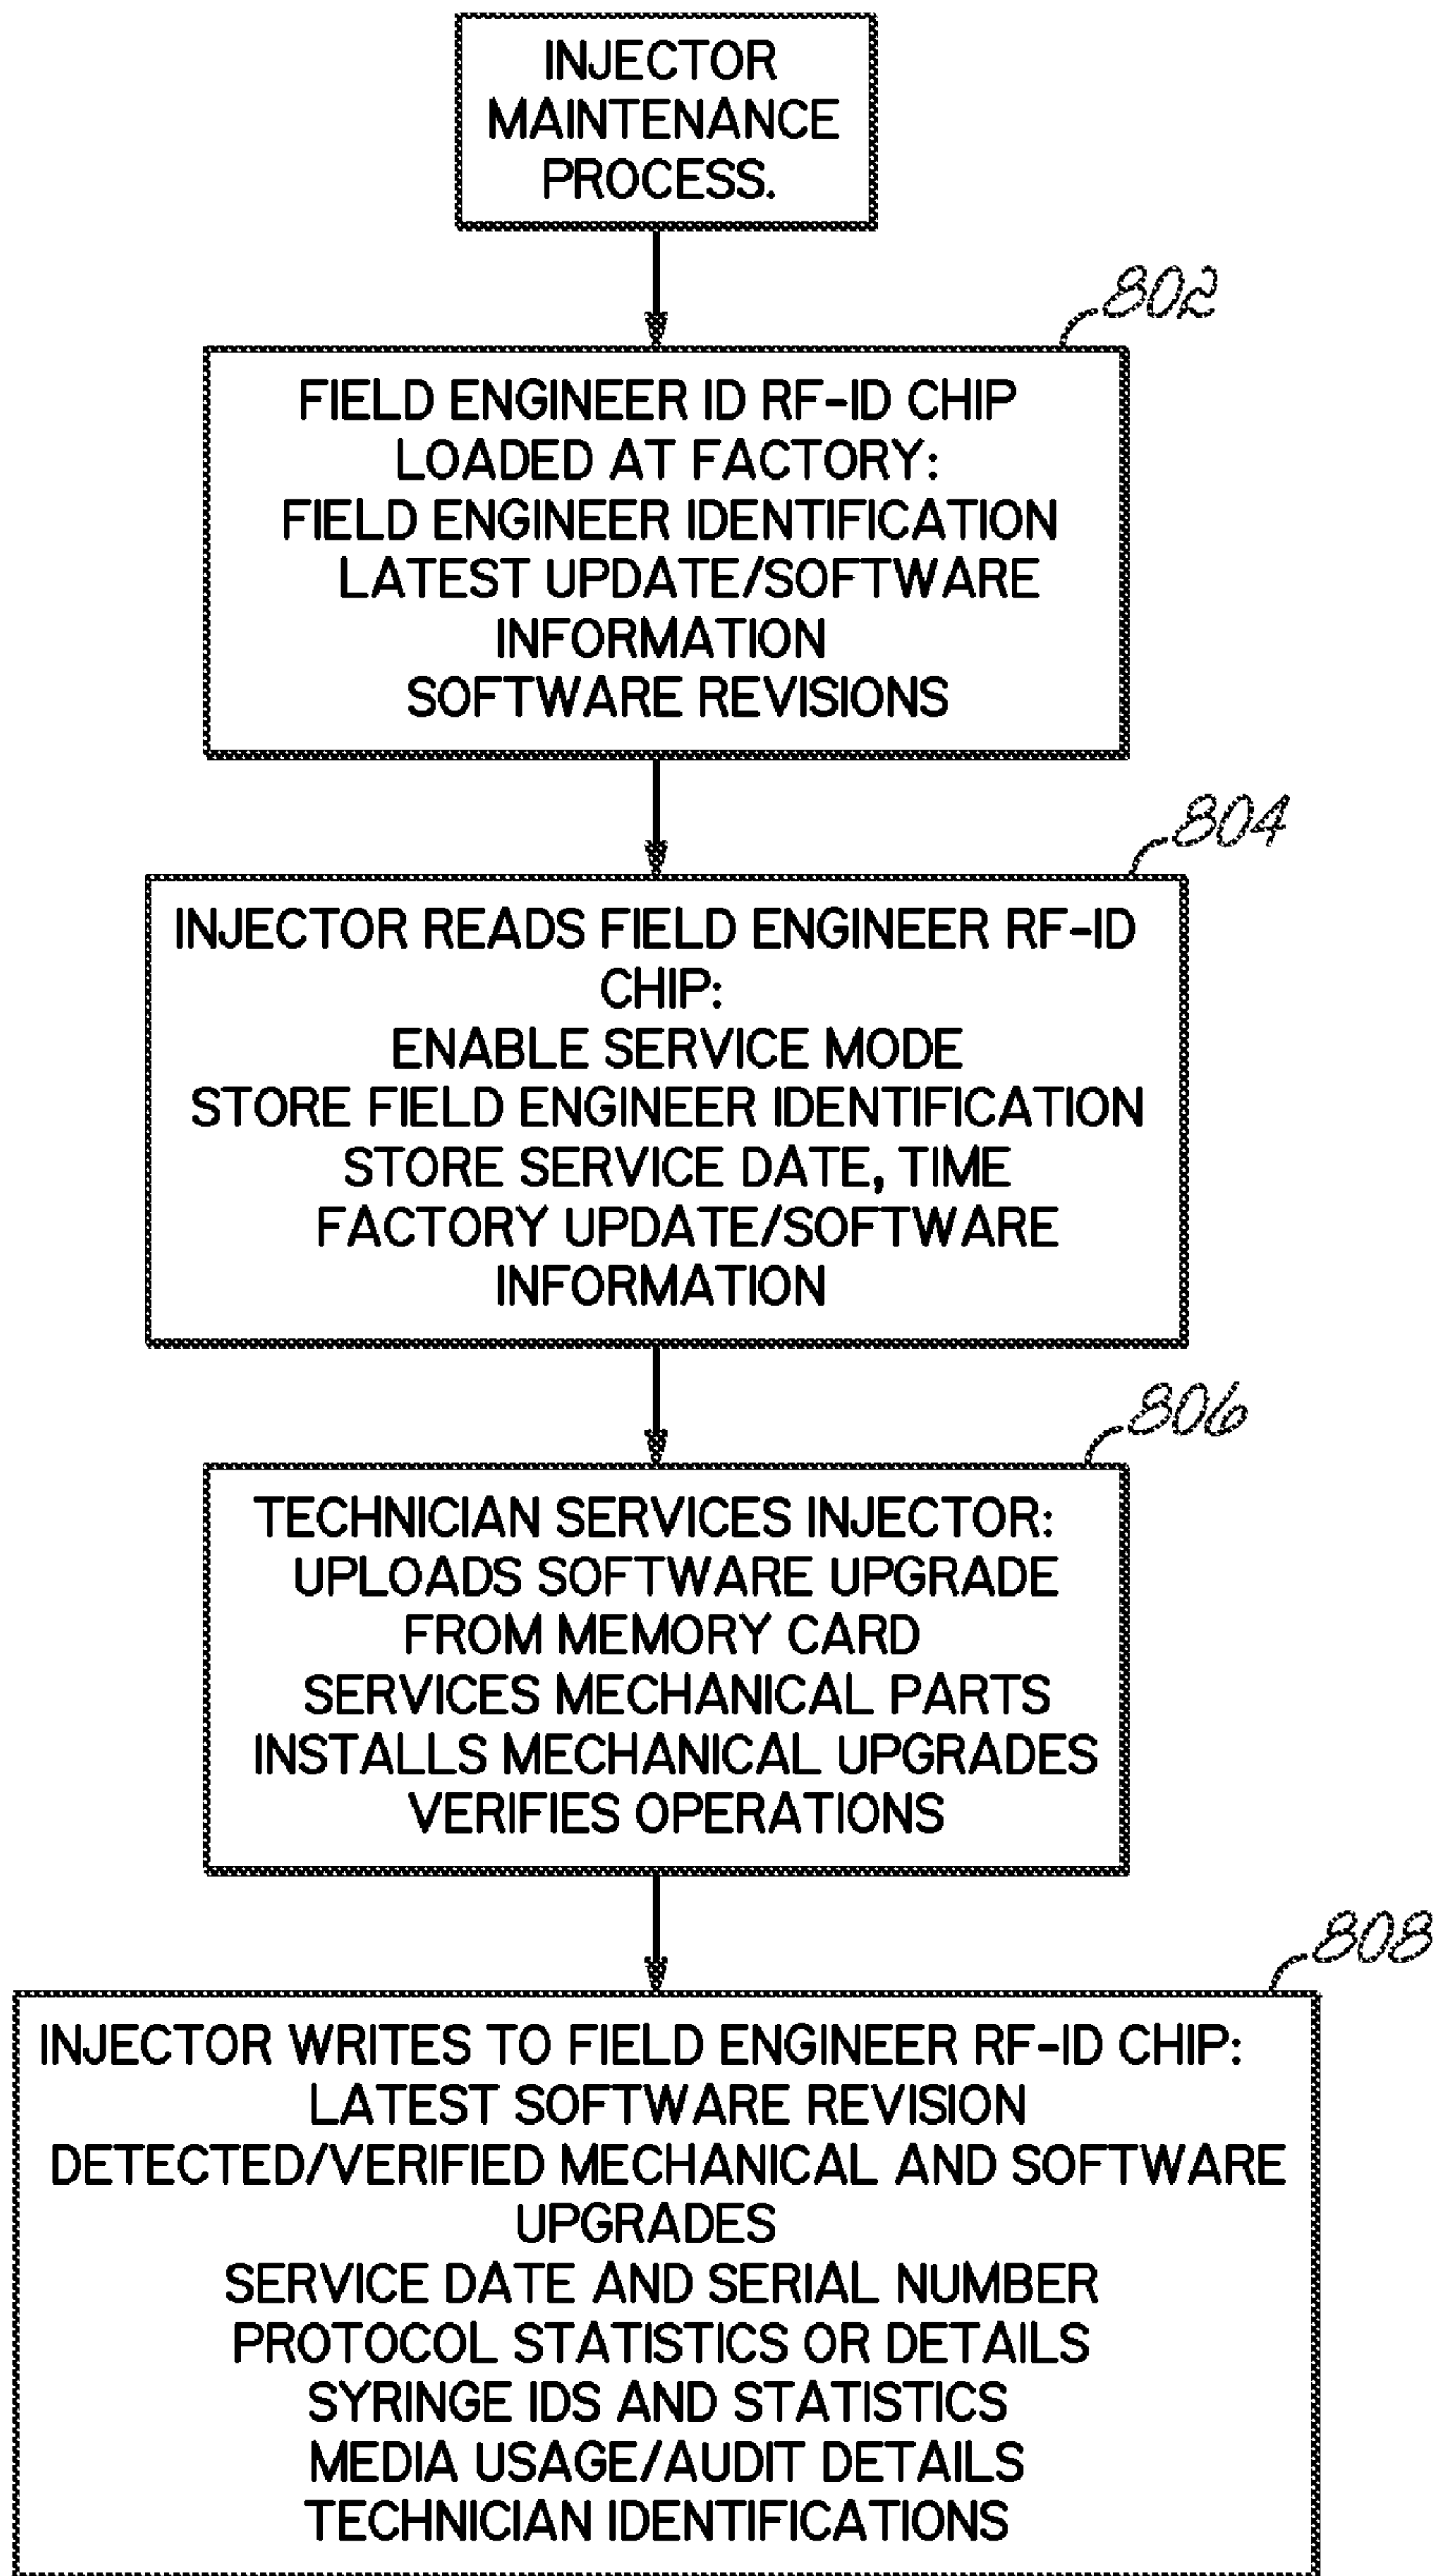 INJECTOR
MAINTENANCE
PROCESS.
802
FIELD ENGINEER ID RF-ID CHIP
LOADED AT FACTORY:
FIELD ENGINEER IDENTIFICATION
LATEST UPDATE/SOFTWARE
INFORMATION
SOFTWARE REVISIONS
804
INJECTOR READS FIELD ENGINEER RF-ID
CHIP:
ENABLE SERVICE MODE
STORE FIELD ENGINEER IDENTIFICATION
STORE SERVICE DATE, TIME
FACTORY UPDATE/SOFTWARE
INFORMATION
806
TECHNICIAN SERVICES INJECTOR:
UPLOADS SOFTWARE UPGRADE
FROM MEMORY CARD
SERVICES MECHANICAL PARTS
INSTALLS MECHANICAL UPGRADES
VERIFIES OPERATIONS
808
INJECTOR WRITES TO FIELD ENGINEER RF-ID CHIP:
LATEST SOFTWARE REVISION
DETECTED/VERIFIED MECHANICAL AND SOFTWARE
UPGRADES
SERVICE DATE AND SERIAL NUMBER
PROTOCOL STATISTICS OR DETAILS
SYRINGE IDS AND STATISTICS
MEDIA USAGE/AUDIT DETAILS
TECHNICIAN IDENTIFICATIONS